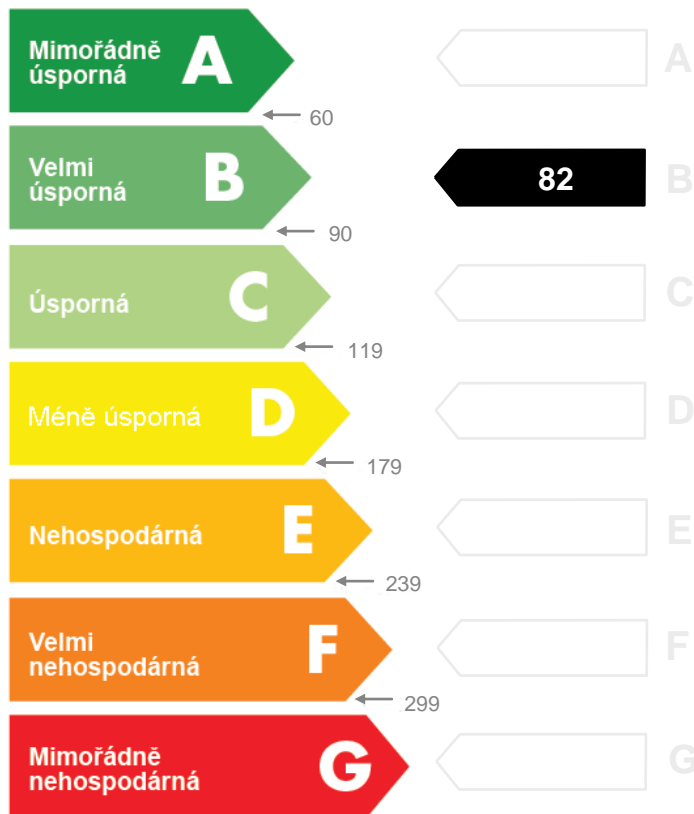 Mimořádně
úsporná
A
A
60
Velmi
úsporná
B
82
B
90
Úsporná
C
C
119
Méně úsporná
D
D
179
Nehospodárná
E
E
239
Velmi
nehospodárná
F
F
299
Mimořádně
nehospodárná
G
G